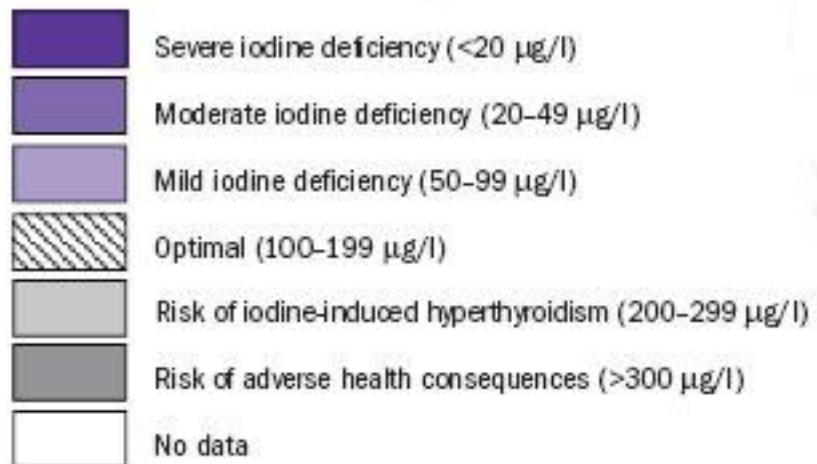 Severe iodine deficiency (<20 µg/l)
Moderate iodine deficiency (20–49 µg/l)
Mild iodine deficiency (50–99 µg/l)
Optimal (100–199 µg/l)
Risk of iodine-induced hyperthyroidism (200–299 µg/l)
Risk of adverse health consequences (>300 µg/l)
No data